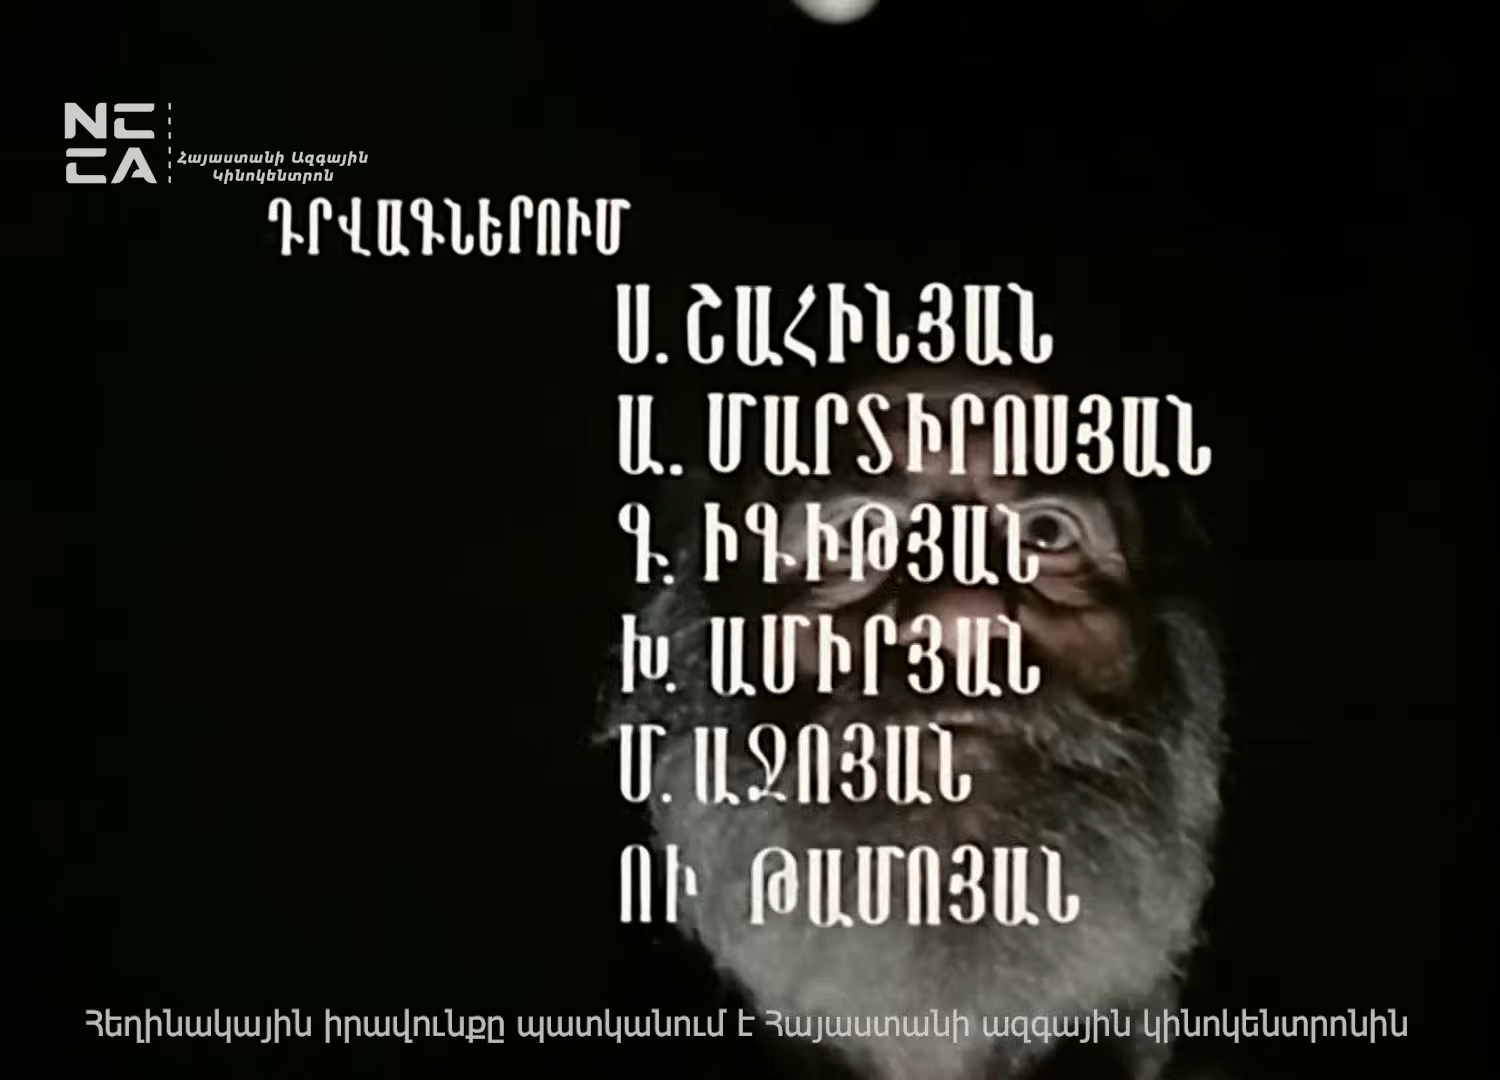 NC
CA
Հայաստանի Ազգային
Կինոկենտրոն
ԴՐՎԱԳՆԵՐՈՒՄ
Ս. ՇԱՀԻՆՅԱՆ
Ա. ՄԱՐՏԻՐՈՍՅԱՆ
Գ. ԻԳԻԹՅԱՆ
Խ. ԱՄԻՐՅԱՆ
Մ. ԱՋՈՅԱՆ
ՈՒ ԹԱՄՈՅԱՆ
Հեղինակային իրավունքը պատկանում է Հայաստանի ազգային կինոկենտրոնին